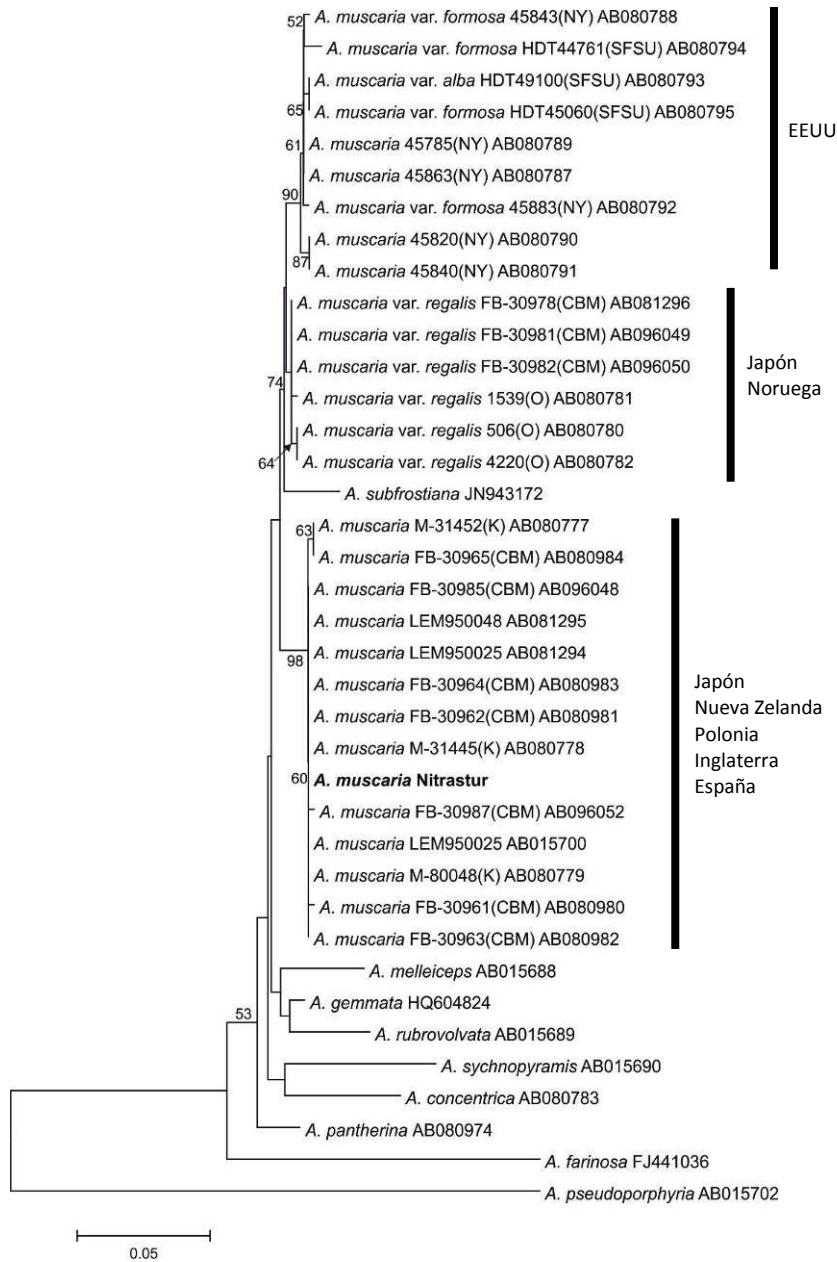 52
A. muscaria var. formosa 45843(NY) AB080788
A. muscaria var. formosa HDT44761(SFSU) AB080794
A. muscaria var. alba HDT49100(SFSU) AB080793
65
A. muscaria var. formosa HDT45060(SFSU) AB080795
61
A. muscaria 45785(NY) AB080789
A. muscaria 45863(NY) AB080787
90
A. muscaria var. formosa 45883(NY) AB080792
A. muscaria 45820(NY) AB080790
87
A. muscaria 45840(NY) AB080791
EEUU
A. muscaria var. regalis FB-30978(CBM) AB081296
A. muscaria var. regalis FB-30981(CBM) AB096049
A. muscaria var. regalis FB-30982(CBM) AB096050
74
A. muscaria var. regalis 1539(O) AB080781
A. muscaria var. regalis 506(O) AB080780
64
A. muscaria var. regalis 4220(O) AB080782
Japón
Noruega
A. subfrostiana JN943172
63
A. muscaria M-31452(K) AB080777
A. muscaria FB-30965(CBM) AB080984
A. muscaria FB-30985(CBM) AB096048
A. muscaria LEM950048 AB081295
A. muscaria LEM950025 AB081294
98
A. muscaria FB-30964(CBM) AB080983
A. muscaria FB-30962(CBM) AB080981
A. muscaria M-31445(K) AB080778
60
A. muscaria Nitrastur
A. muscaria FB-30987(CBM) AB096052
A. muscaria LEM950025 AB015700
A. muscaria M-80048(K) AB080779
A. muscaria FB-30961(CBM) AB080980
A. muscaria FB-30963(CBM) AB080982
Japón
Nueva Zelanda
Polonia
Inglaterra
España
A. melleiceps AB015688
A. gemmata HQ604824
53
A. rubrovolvata AB015689
A. sychnopyramis AB015690
A. concentrica AB080783
A. pantherina AB080974
A. farinosa FJ441036
A. pseudoporphyria AB015702
0.05